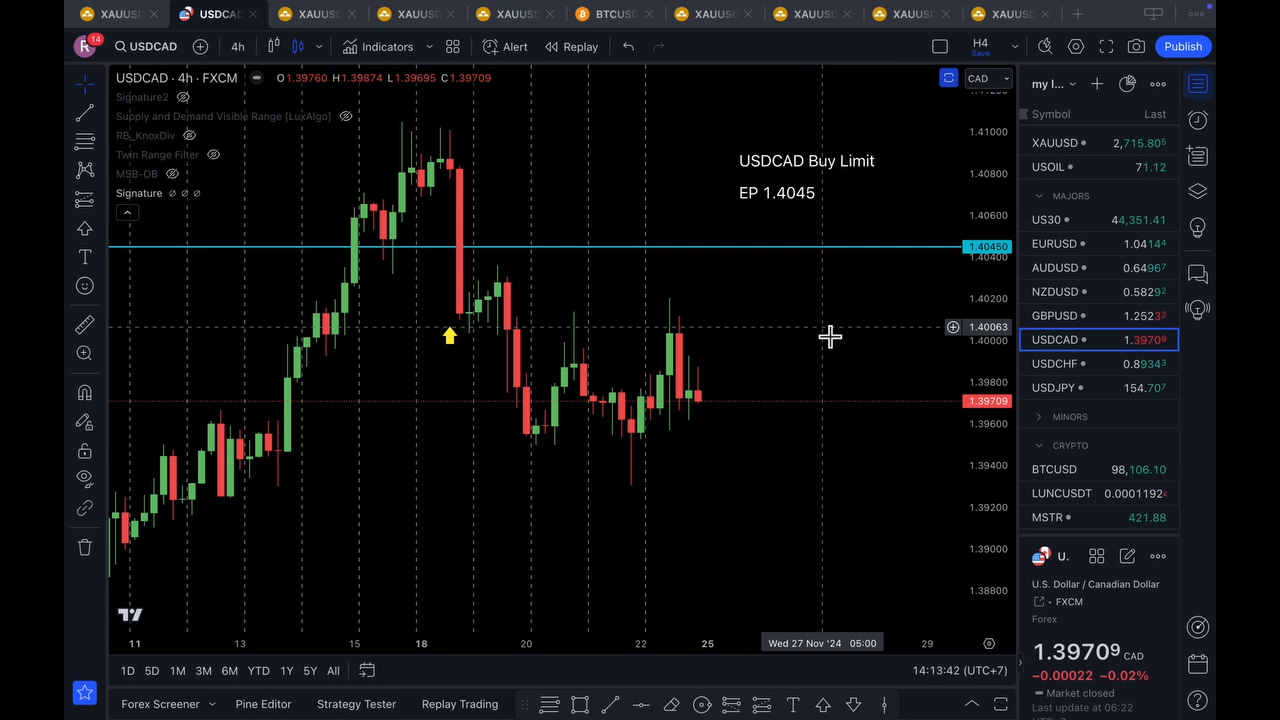 XAUUSD
USDCAD
XAUUSD
XAUUSD
XAUUSD
BTCUSD
XAUUSD
XAUUSD
XAUUSD
XAUUSD
R 14 USDCAD 4h Indicators Alert Replay H4 Save Publish
USDCAD · 4h · FXCM O1.39760 H1.39874 L1.39695 C1.39709
CAD
Signature2
Supply and Demand Visible Range [LuxAlgo]
RB_KnoxDiv
Twin Range Filter
MSB-OB
Signature
USDCAD Buy Limit
EP 1.4045
1.41000
1.40800
1.40600
1.40450
1.40400
1.40200
1.40063
1.40000
1.39800
1.39709
1.39600
1.39400
1.39200
1.39000
1.38800
11 13 15 18 20 22 25 Wed 27 Nov '24 05:00 29
1D 5D 1M 3M 6M YTD 1Y 5Y All 14:13:42 (UTC+7)
Forex Screener Pine Editor Strategy Tester Replay Trading
my l...
Symbol Last
XAUUSD 2,715.805
USOIL 71.12
MAJORS
US30 44,351.41
EURUSD 1.04144
AUDUSD 0.64967
NZDUSD 0.58292
GBPUSD 1.25232
USDCAD 1.39709
USDCHF 0.89343
USDJPY 154.707
MINORS
CRYPTO
BTCUSD 98,106.10
LUNCUSDT 0.00011924
MSTR 421.88
U.
U.S. Dollar / Canadian Dollar
FXCM
Forex
1.39709 CAD
−0.00022 −0.02%
Market closed
Last update at 06:22